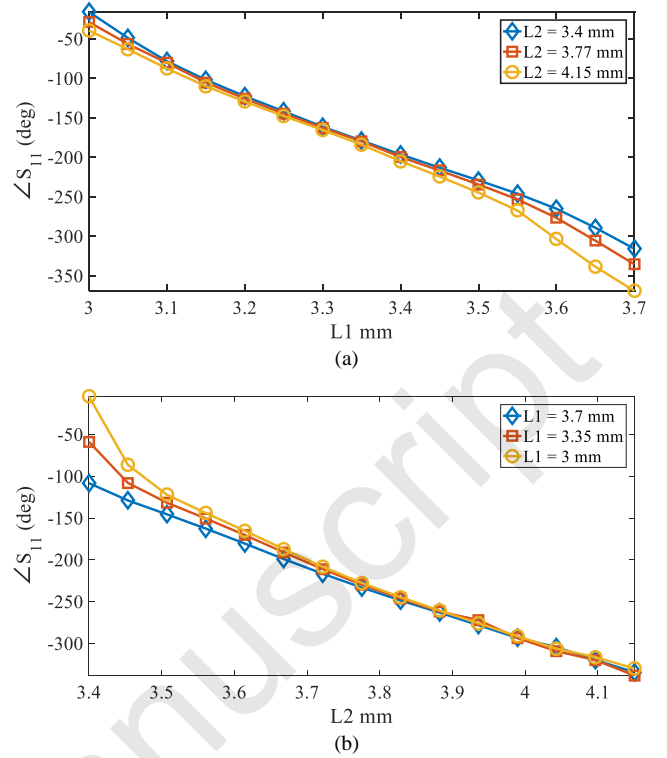 -50
-100
-150
-200
-250
-300
-350
∠S11 (deg)
L2 = 3.4 mm
L2 = 3.77 mm
L2 = 4.15 mm
3 3.1 3.2 3.3 3.4 3.5 3.6 3.7
L1 mm
(a)
-50
-100
-150
-200
-250
-300
∠S11 (deg)
L1 = 3.7 mm
L1 = 3.35 mm
L1 = 3 mm
3.4 3.5 3.6 3.7 3.8 3.9 4 4.1
L2 mm
(b)
nuscript